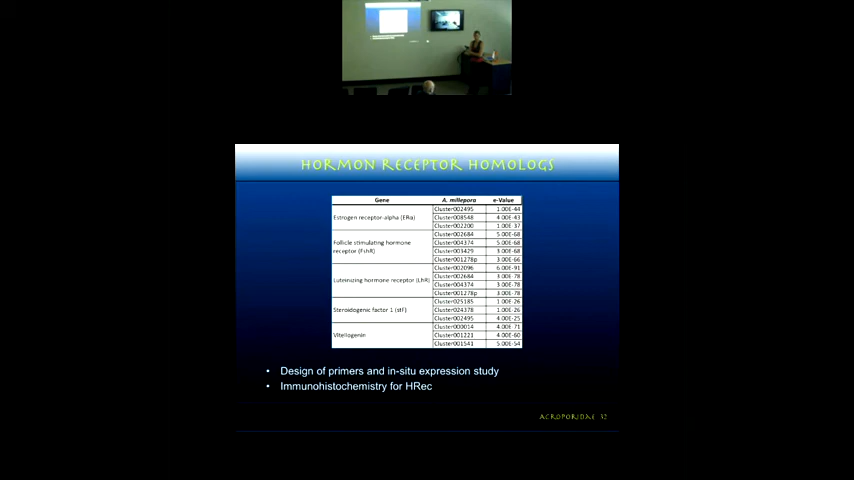 HORMON RECEPTOR HOMOLOGS
Gene A. millepora e-Value
Estrogen receptor-alpha (ERα)
Cluster002495 1.00E-44
Cluster008548 4.00E-43
Cluster002200 1.00E-37
Follicle stimulating hormone
receptor (FshR)
Cluster002684 5.00E-68
Cluster004374 5.00E-68
Cluster003429 3.00E-68
Cluster001278p 3.00E-66
Luteinizing hormone receptor (LhR)
Cluster002096 6.00E-91
Cluster002684 3.00E-78
Cluster004374 3.00E-78
Cluster001278p 3.00E-78
Steroidogenic factor 1 (stF)
Cluster025185 1.00E-26
Cluster024378 1.00E-26
Cluster002495 4.00E-25
Vitellogenin
Cluster000014 4.00E-71
Cluster001221 4.00E-60
Cluster001541 5.00E-54
• Design of primers and in-situ expression study
• Immunohistochemistry for HRec
ACROPORIDAE 32